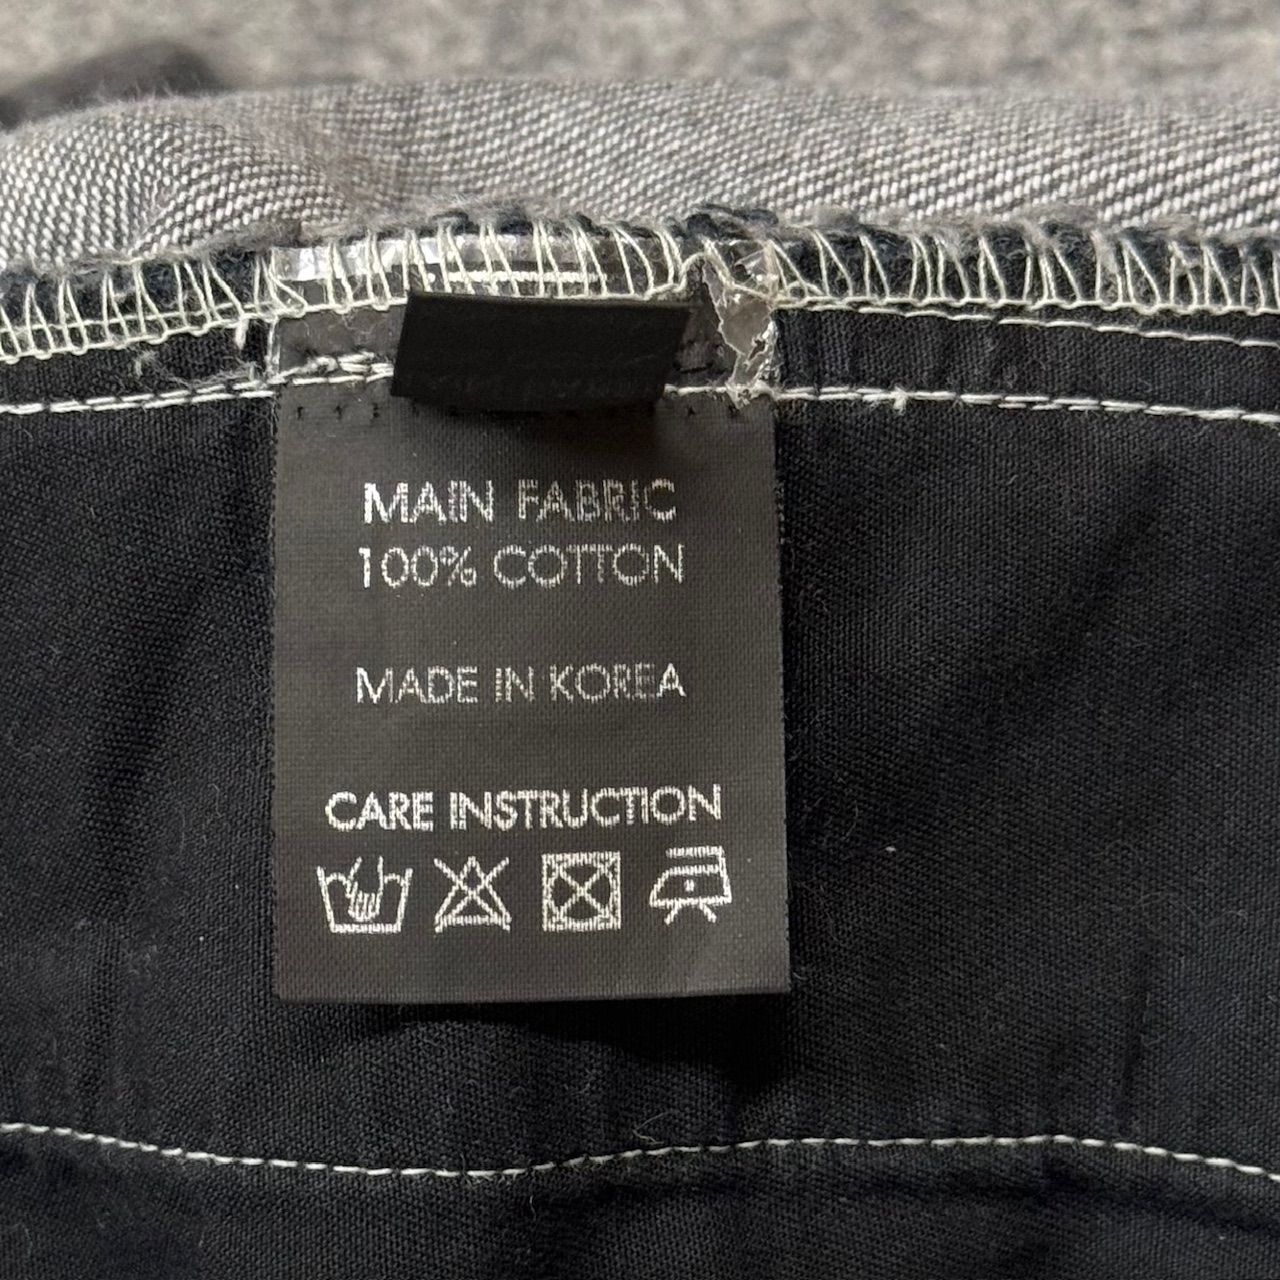 MAIN FABRIC
100% COTTON
MADE IN KOREA
CARE INSTRUCTION